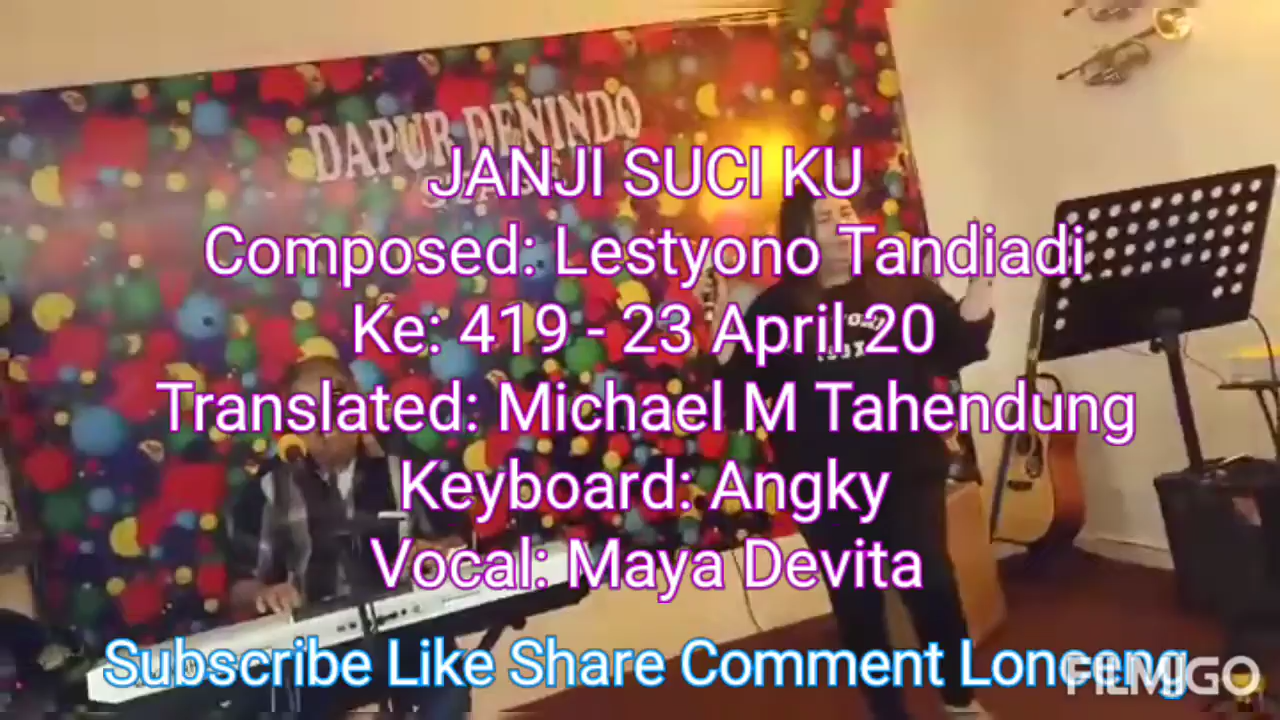 DAPUR DENINDO
JANJI SUCI KU
Composed: Lestyono Tandiadi
Ke: 419 - 23 April 20
Translated: Michael M Tahendung
Keyboard: Angky
Vocal: Maya Devita
Subscribe Like Share Comment Lonceng
FILMIGO